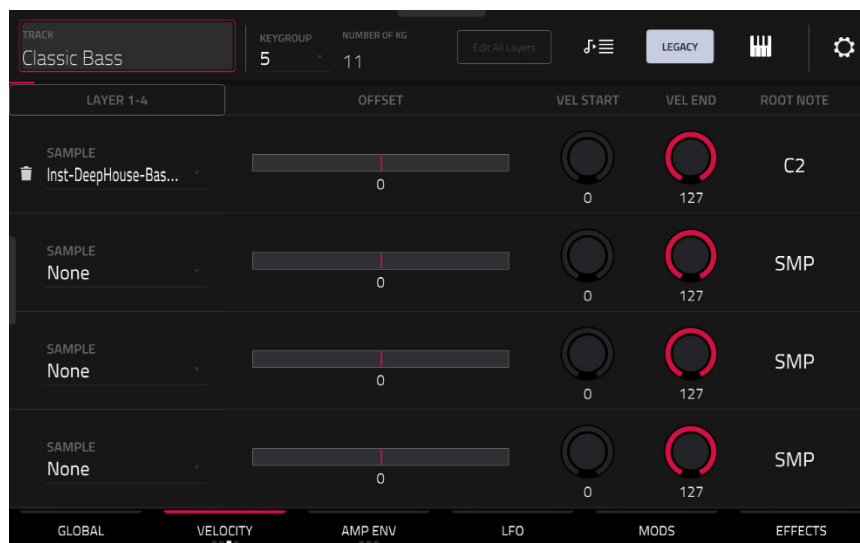 TRACK
Classic Bass
KEYGROUP
5
NUMBER OF KG
11
Edit All Layers
LEGACY
LAYER 1-4 OFFSET VEL START VEL END ROOT NOTE
SAMPLE
Inst-DeepHouse-Bas...
0 0 127 C2
SAMPLE
None
0 0 127 SMP
SAMPLE
None
0 0 127 SMP
SAMPLE
None
0 0 127 SMP
GLOBAL VELOCITY AMP ENV LFO MODS EFFECTS